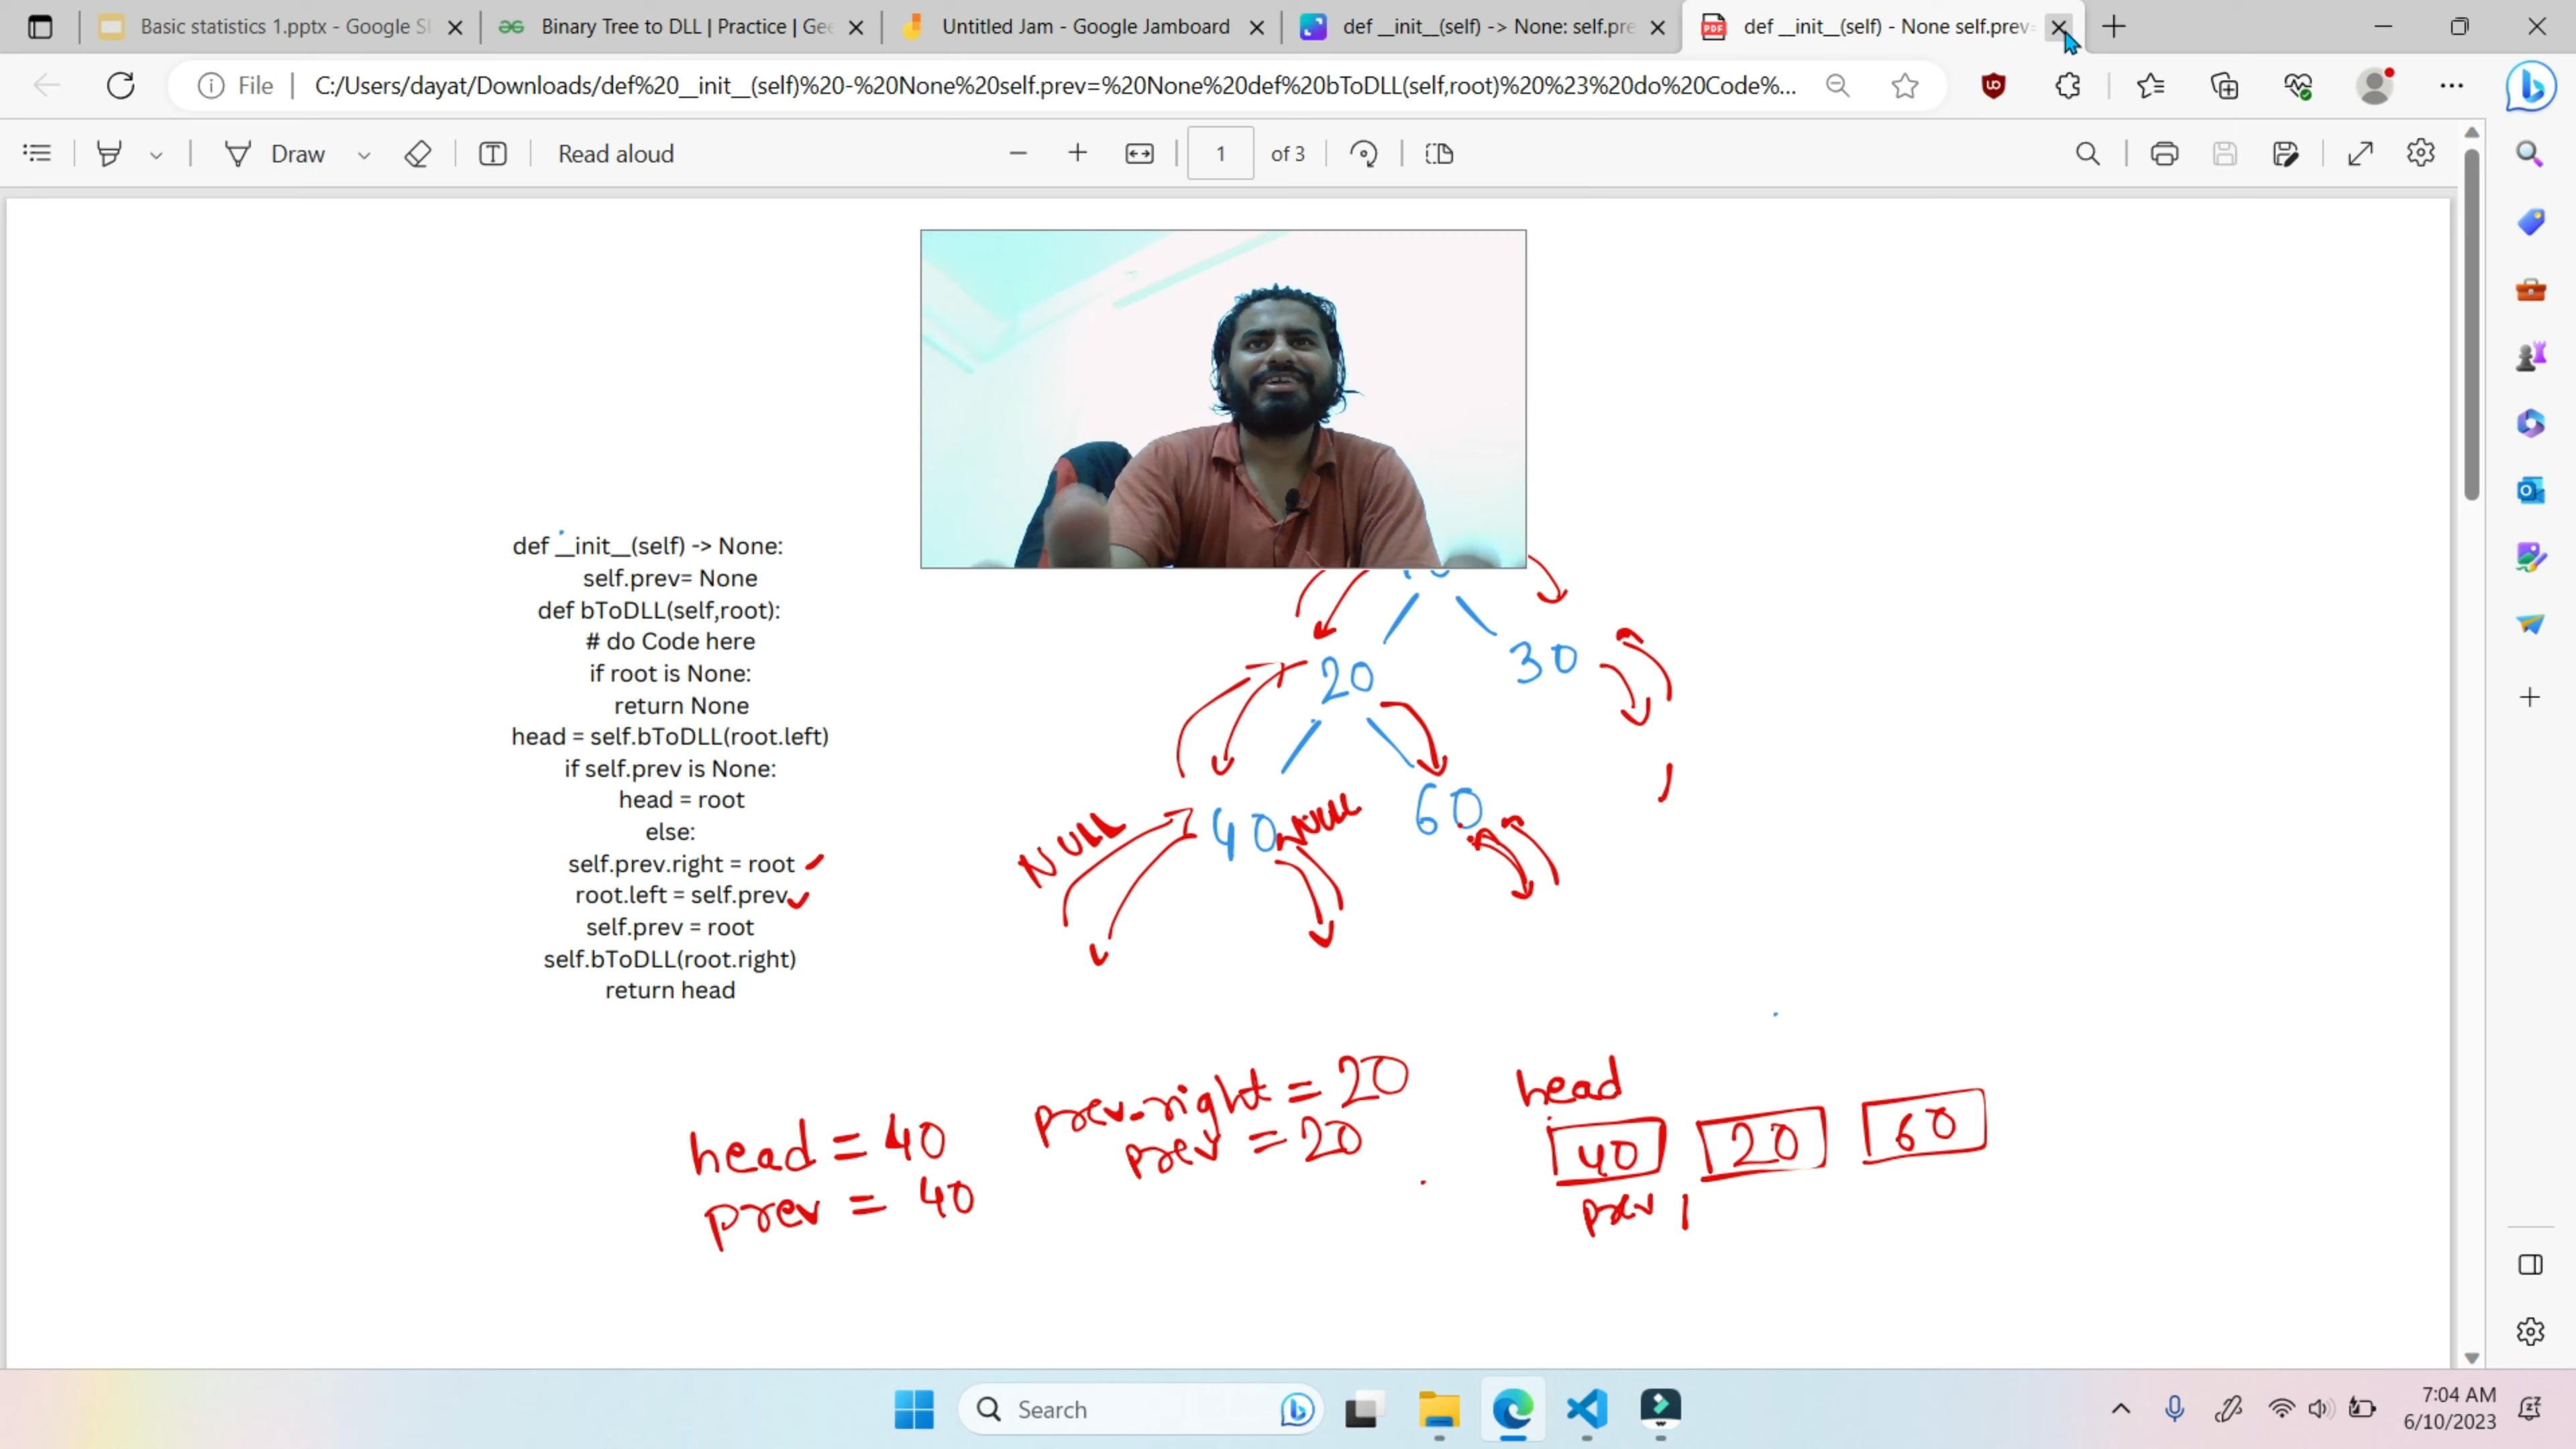 Basic statistics 1.pptx - Google Sl
Binary Tree to DLL | Practice | Gee
Untitled Jam - Google Jamboard
def __init__(self) -> None: self.pre
def __init__(self) - None self.prev=
File
C:/Users/dayat/Downloads/def%20__init__(self)%20-%20None%20self.prev=%20None%20def%20bToDLL(self,root)%20%23%20do%20Code%...
Draw
Read aloud
1 of 3
def __init__(self) -> None:
self.prev= None
def bToDLL(self,root):
# do Code here
if root is None:
return None
head = self.bToDLL(root.left)
if self.prev is None:
head = root
else:
self.prev.right = root
root.left = self.prev
self.prev = root
self.bToDLL(root.right)
return head
20
30
NULL
40
NULL
60
head = 40
prev = 40
prev.right = 20
prev = 20
head
40 20 60
prev
Search
7:04 AM
6/10/2023